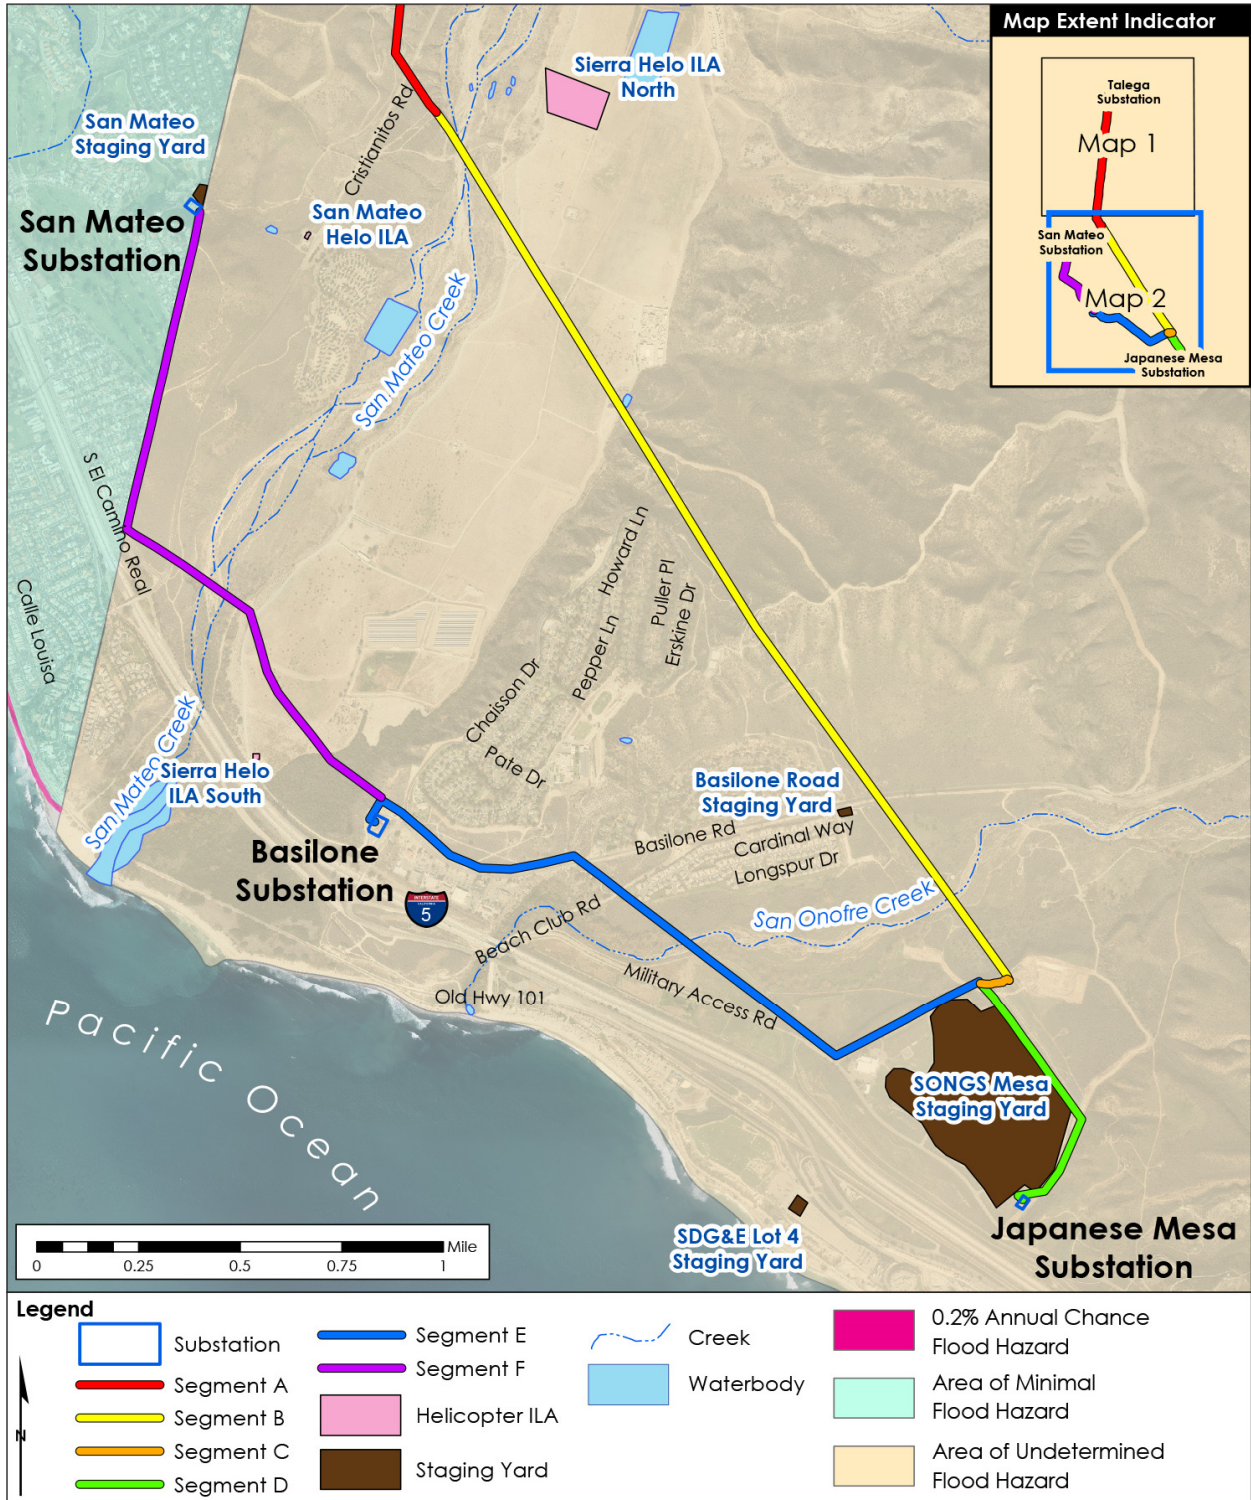 Map Extent Indicator
Talega
Substation
Map 1
San Mateo
Substation
Map 2
Japanese Mesa
Substation
Sierra Helo ILA
North
San Mateo
Staging Yard
Cristianitos Rd
San Mateo
Substation
San Mateo
Helo ILA
San Mateo Creek
S El Camino Real
Calle Louisa
Howard Ln
Puller Pl
Erskine Dr
Pepper Ln
Chaisson Dr
Pate Dr
San Mateo Creek
Sierra Helo
ILA South
Basilone Road
Staging Yard
Basilone Rd
Cardinal Way
Longspur Dr
Basilone
Substation
INTERSTATE
CALIFORNIA
5
San Onofre Creek
Beach Club Rd
Military Access Rd
Old Hwy 101
Pacific Ocean
SONGS Mesa
Staging Yard
SDG&E Lot 4
Staging Yard
Japanese Mesa
Substation
Mile
0 0.25 0.5 0.75 1
Legend
N
Substation
Segment A
Segment B
Segment C
Segment D
Segment E
Segment F
Helicopter ILA
Staging Yard
Creek
Waterbody
0.2% Annual Chance
Flood Hazard
Area of Minimal
Flood Hazard
Area of Undetermined
Flood Hazard